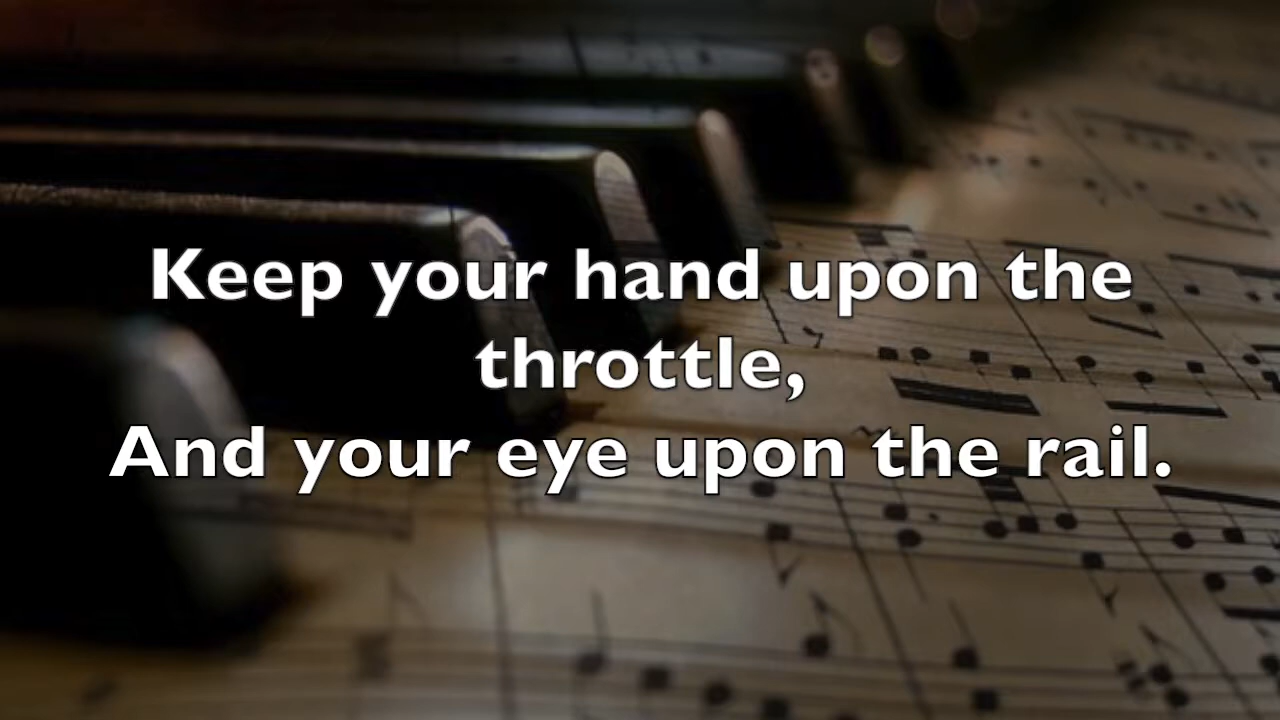 Keep your hand upon the
throttle,
And your eye upon the rail.